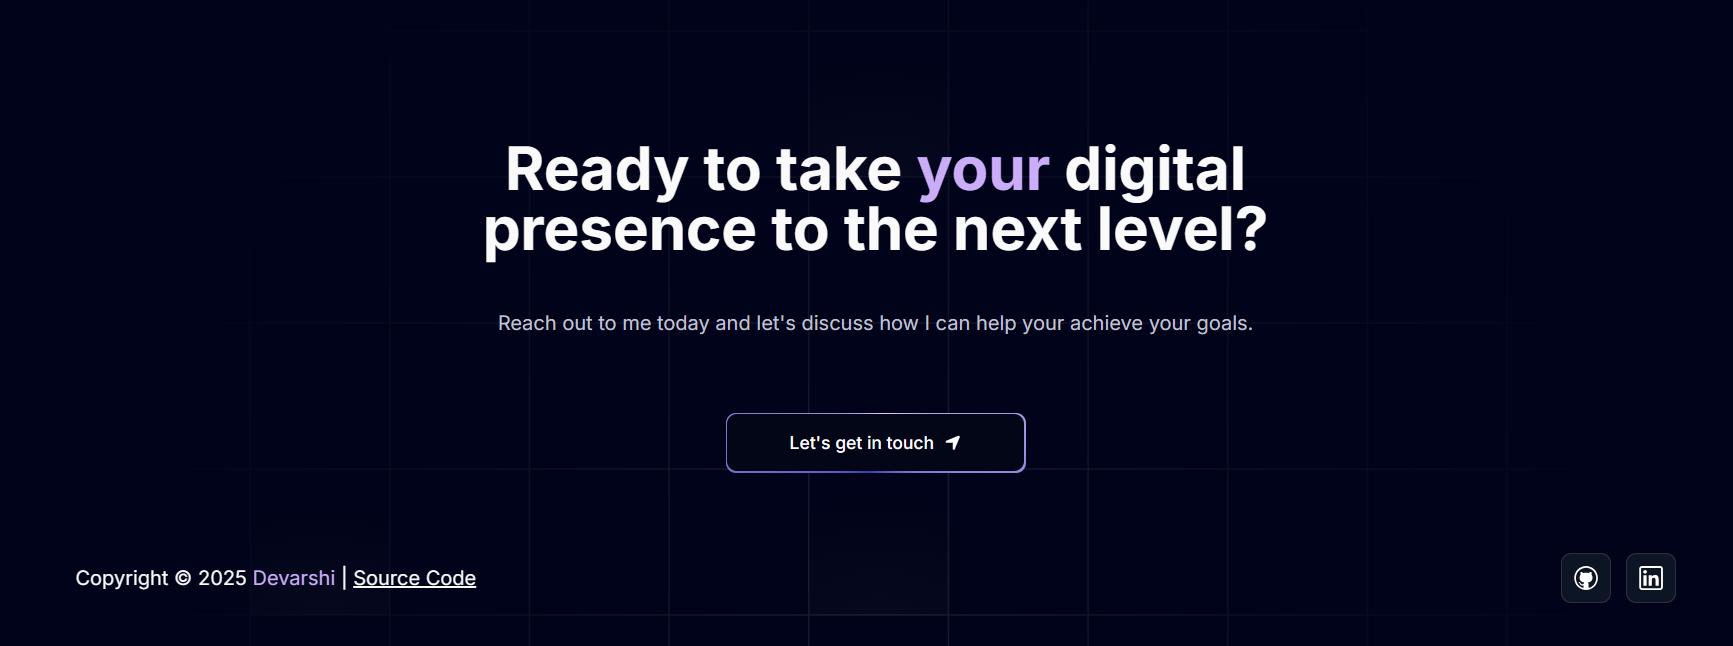 Ready to take your digital
presence to the next level?
Reach out to me today and let's discuss how I can help your achieve your goals.
Let's get in touch
Copyright © 2025 Devarshi | Source Code
in